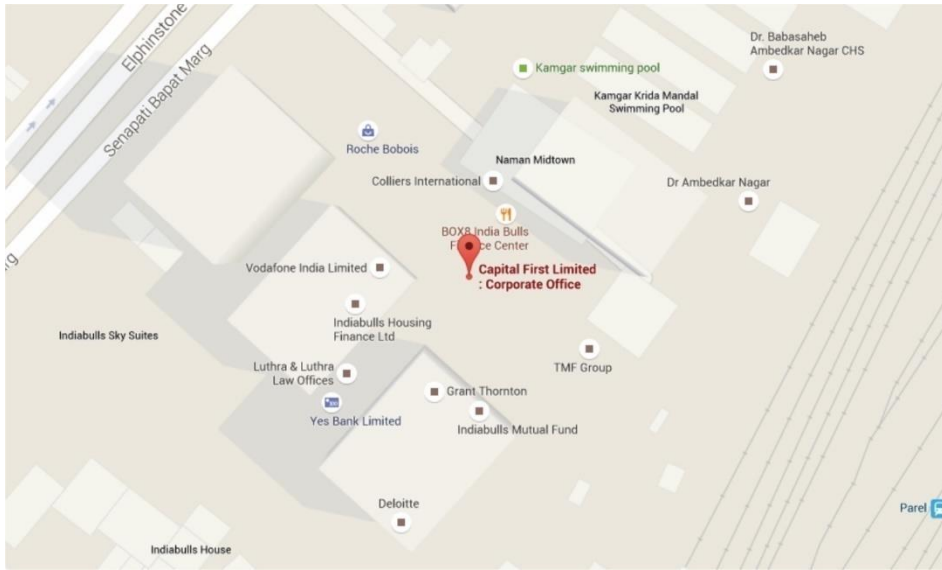 Elphinstone
Senapati Bapat Marg
Dr. Babasaheb
Ambedkar Nagar CHS
Kamgar swimming pool
Kamgar Krida Mandal
Swimming Pool
Roche Bobois
Naman Midtown
Colliers International
Dr Ambedkar Nagar
BOX8 India Bulls
Center
Capital First Limited
: Corporate Office
Vodafone India Limited
Indiabulls Housing
Finance Ltd
Indiabulls Sky Suites
TMF Group
Luthra & Luthra
Law Offices
Grant Thornton
Yes Bank Limited
Indiabulls Mutual Fund
Deloitte
Parel
Indiabulls House